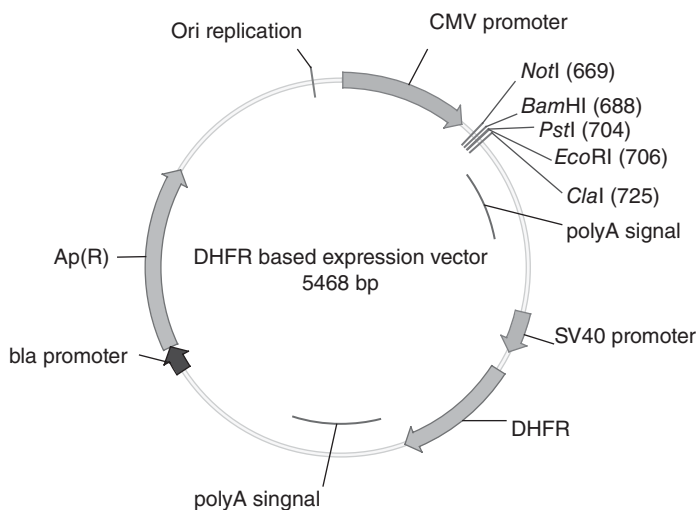 Ori replication
CMV promoter
NotI (669)
BamHI (688)
PstI (704)
EcoRI (706)
ClaI (725)
polyA signal
Ap(R)
DHFR based expression vector
5468 bp
SV40 promoter
bla promoter
DHFR
polyA singnal